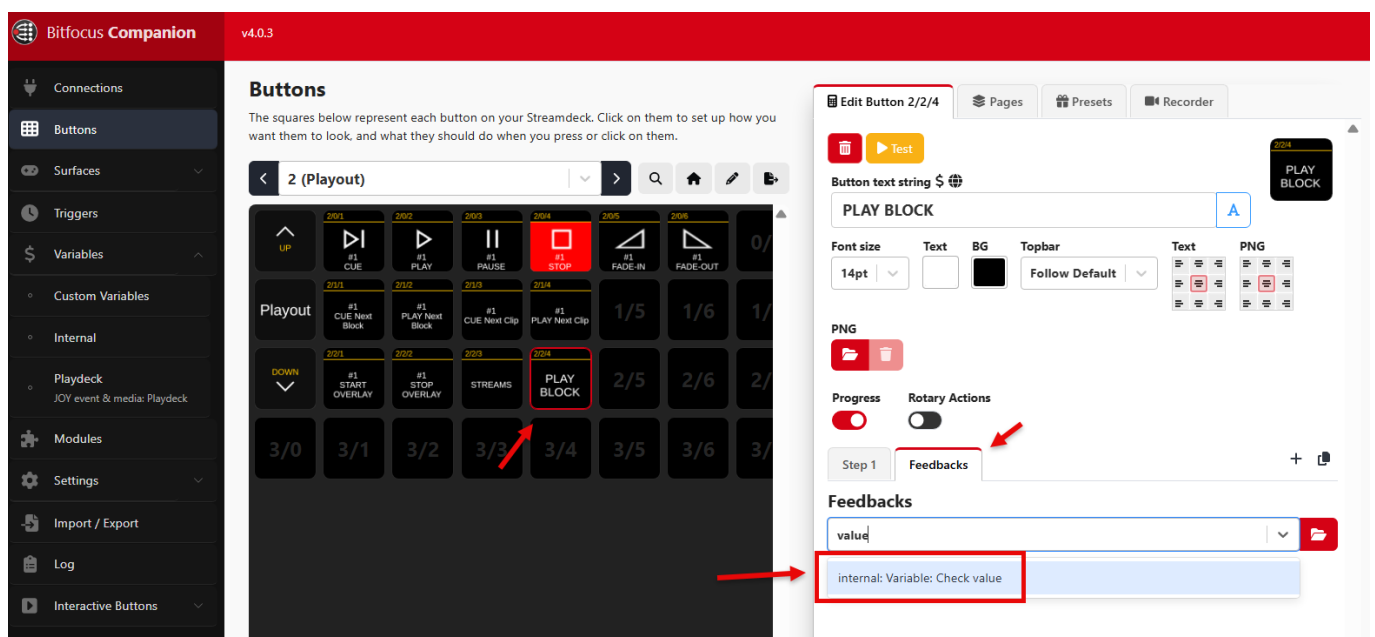 Bitfocus Companion
v4.0.3
Connections
Buttons
Surfaces
Triggers
Variables
Custom Variables
Internal
Playdeck
JOY event & media: Playdeck
Modules
Settings
Import / Export
Log
Interactive Buttons
Buttons
The squares below represent each button on your Streamdeck. Click on them to set up how you
want them to look, and what they should do when you press or click on them.
2 (Playout)
UP
2/0/1
#1
CUE
2/0/2
#1
PLAY
2/0/3
#1
PAUSE
2/0/4
#1
STOP
2/0/5
#1
FADE-IN
2/0/6
#1
FADE-OUT
0/
Playout
2/1/1
#1
CUE Next
Block
2/1/2
#1
PLAY Next
Block
2/1/3
#1
CUE Next Clip
2/1/4
#1
PLAY Next Clip
1/5
1/6
1/
DOWN
2/2/1
#1
START
OVERLAY
2/2/2
#1
STOP
OVERLAY
2/2/3
STREAMS
2/2/4
PLAY
BLOCK
2/5
2/6
2/
3/0
3/1
3/2
3/3
3/4
3/5
3/6
3/
Edit Button 2/2/4
Pages
Presets
Recorder
Test
2/2/4
PLAY
BLOCK
Button text string $
PLAY BLOCK
A
Font size
Text
BG
Topbar
Text
PNG
14pt
Follow Default
PNG
Progress
Rotary Actions
Step 1
Feedbacks
Feedbacks
value
internal: Variable: Check value